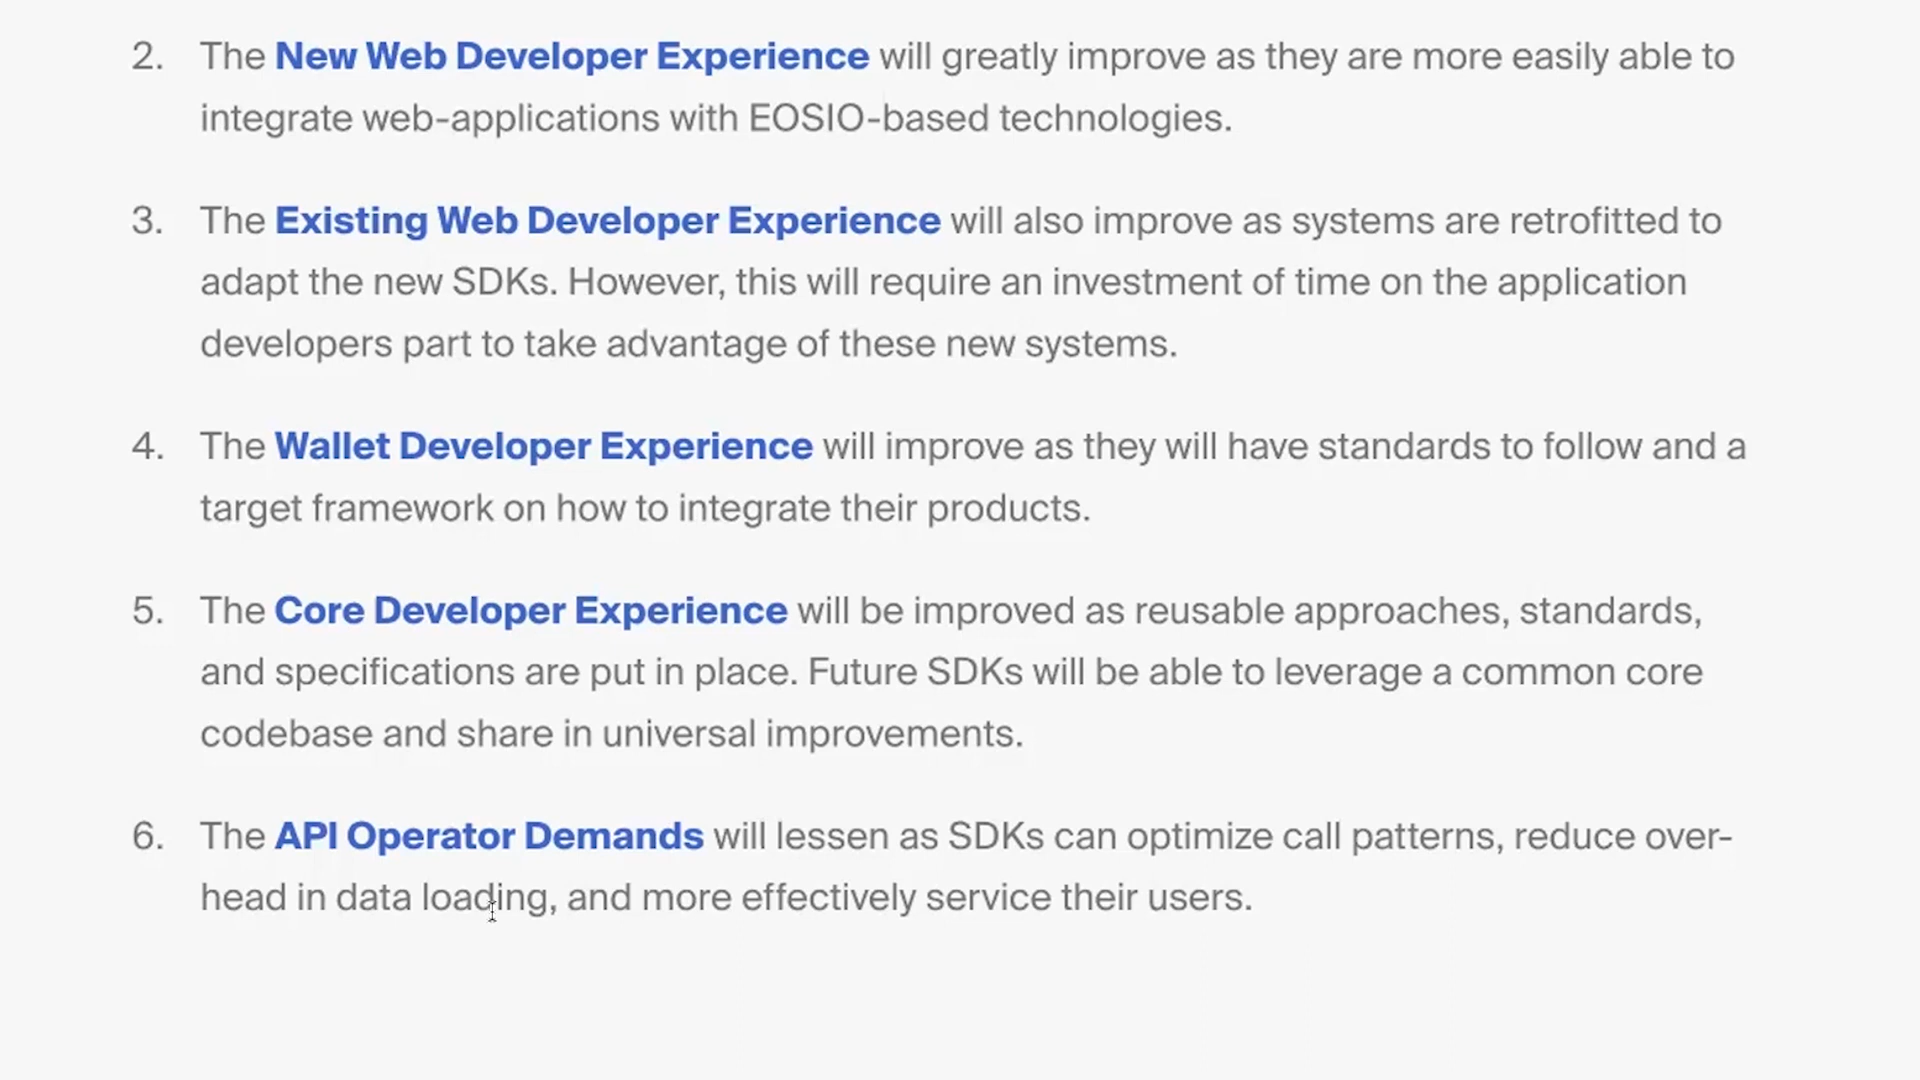 2. The New Web Developer Experience will greatly improve as they are more easily able to
integrate web-applications with EOSIO-based technologies.
3. The Existing Web Developer Experience will also improve as systems are retrofitted to
adapt the new SDKs. However, this will require an investment of time on the application
developers part to take advantage of these new systems.
4. The Wallet Developer Experience will improve as they will have standards to follow and a
target framework on how to integrate their products.
5. The Core Developer Experience will be improved as reusable approaches, standards,
and specifications are put in place. Future SDKs will be able to leverage a common core
codebase and share in universal improvements.
6. The API Operator Demands will lessen as SDKs can optimize call patterns, reduce over-
head in data loading, and more effectively service their users.